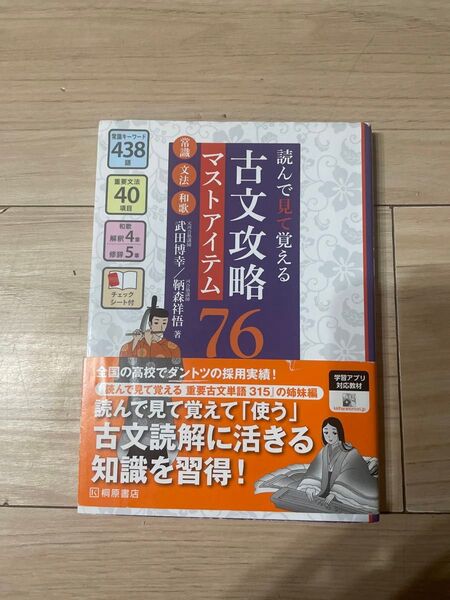 読んで見て覚える
古文攻略
マストアイテム
76
常識
文法
和歌
武田博幸／鞆森祥悟 著
常識キーワード
438
語
重要文法
40
項目
和歌
解釈4章
修辞5章
チェック
シート付
全国の高校でダントツの採用実績！
『読んで見て覚える 重要古文単語315』の姉妹編
読んで見て覚えて「使う」
古文読解に活きる
知識を習得！
学習アプリ
対応教材
桐原書店